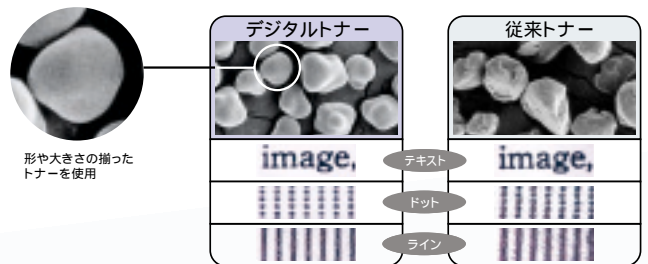 デジタルトナー
従来トナー
形や大きさの揃った
トナーを使用
image,
テキスト
image,
ドット
ライン